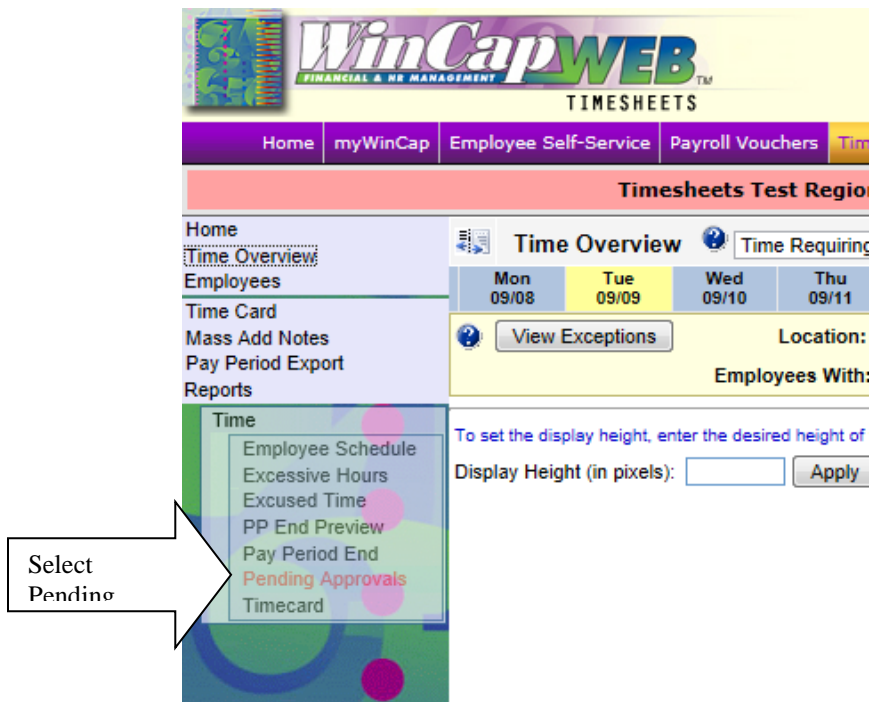 WinCapWEB TM
FINANCIAL & HR MANAGEMENT
TIMESHEETS
Home myWinCap Employee Self-Service Payroll Vouchers Tim
Timesheets Test Regio
Home
Time Overview
Employees
Time Card
Mass Add Notes
Pay Period Export
Reports
Time
Employee Schedule
Excessive Hours
Excused Time
PP End Preview
Pay Period End
Pending Approvals
Timecard
Time Overview Time Requiring
Mon Tue Wed Thu
09/08 09/09 09/10 09/11
View Exceptions Location:
Employees With:
To set the display height, enter the desired height of
Display Height (in pixels): Apply
Select
Pending